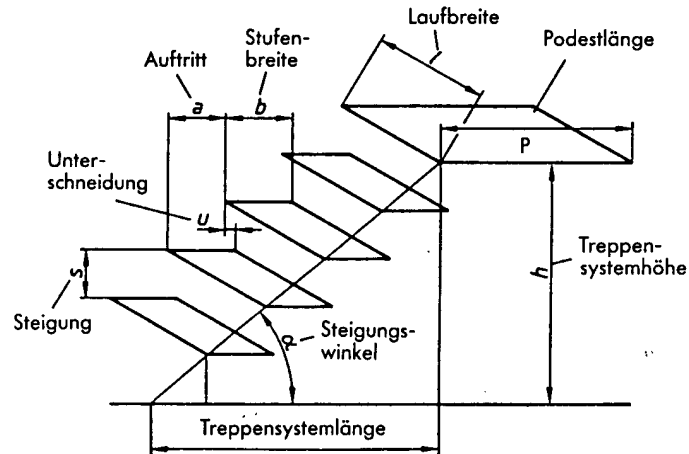 Laufbreite
l
Podestlänge
Stufen-
breite
Auftritt
a
b
P
Unter-
schneidung
u
Treppen-
systemhöhe
h
s
Steigung
α
Steigungs-
winkel
Treppensystemlänge